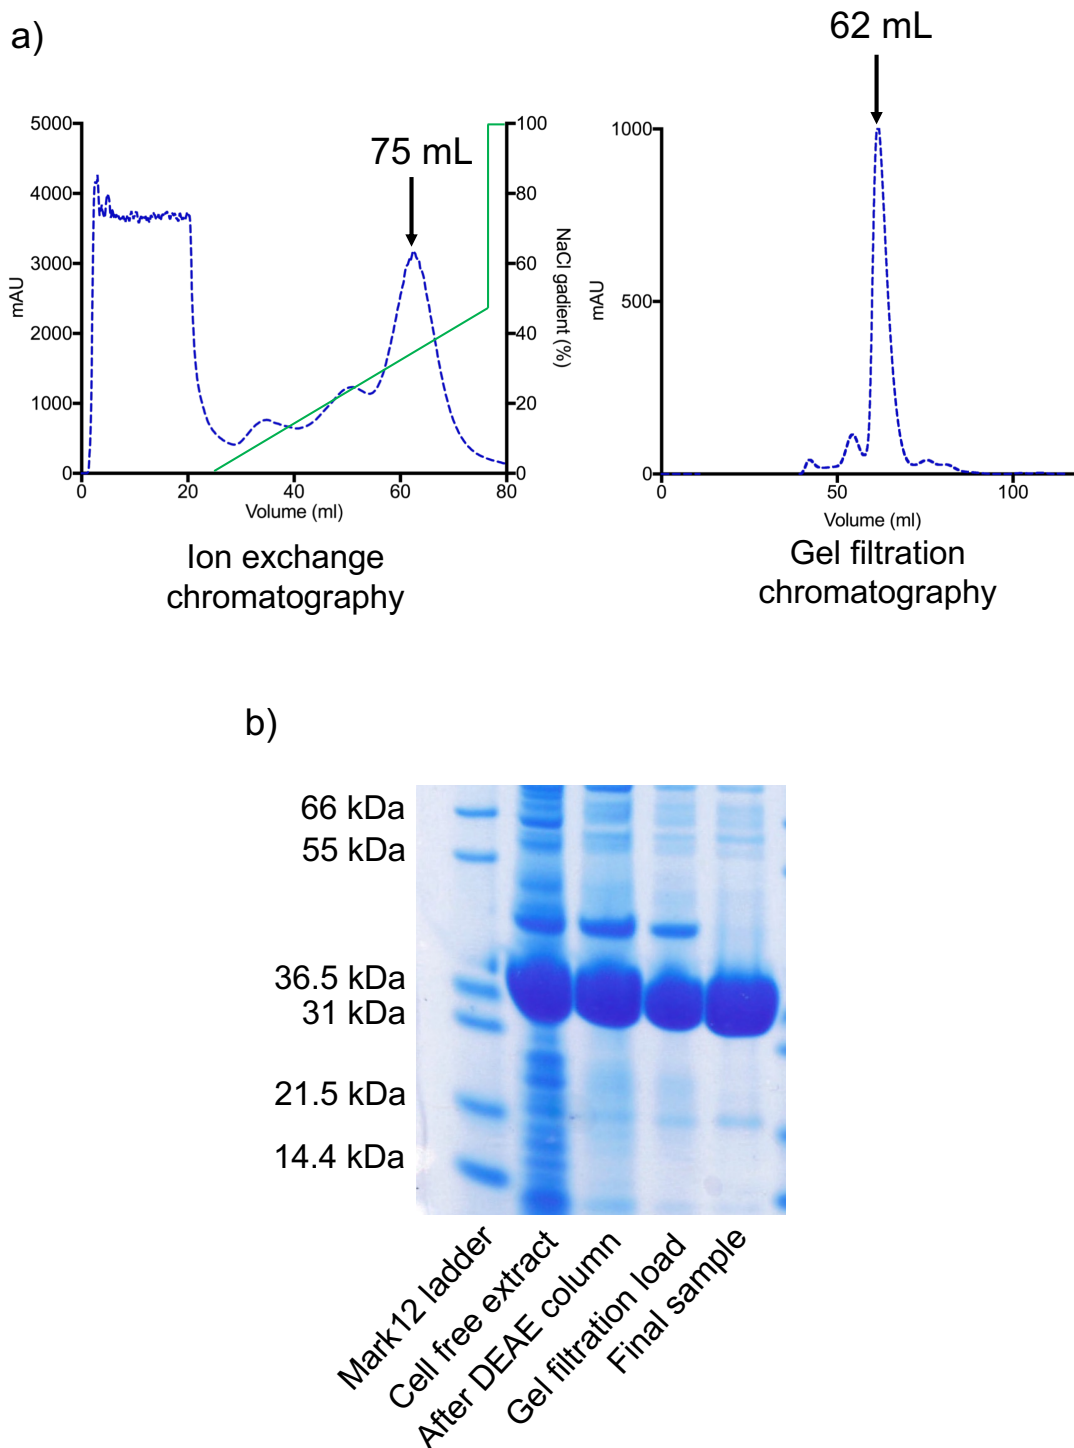 a)
62 mL
75 mL
5000
4000
3000
2000
1000
0
mAU
100
80
60
40
20
0
NaCl gadient (%)
0
20
40
60
80
Volume (ml)
Ion exchange
chromatography
1000
500
0
mAU
0
50
100
Volume (ml)
Gel filtration
chromatography
b)
66 kDa
55 kDa
36.5 kDa
31 kDa
21.5 kDa
14.4 kDa
Mark12 ladder
Cell free extract
After DEAE column
Gel filtration load
Final sample